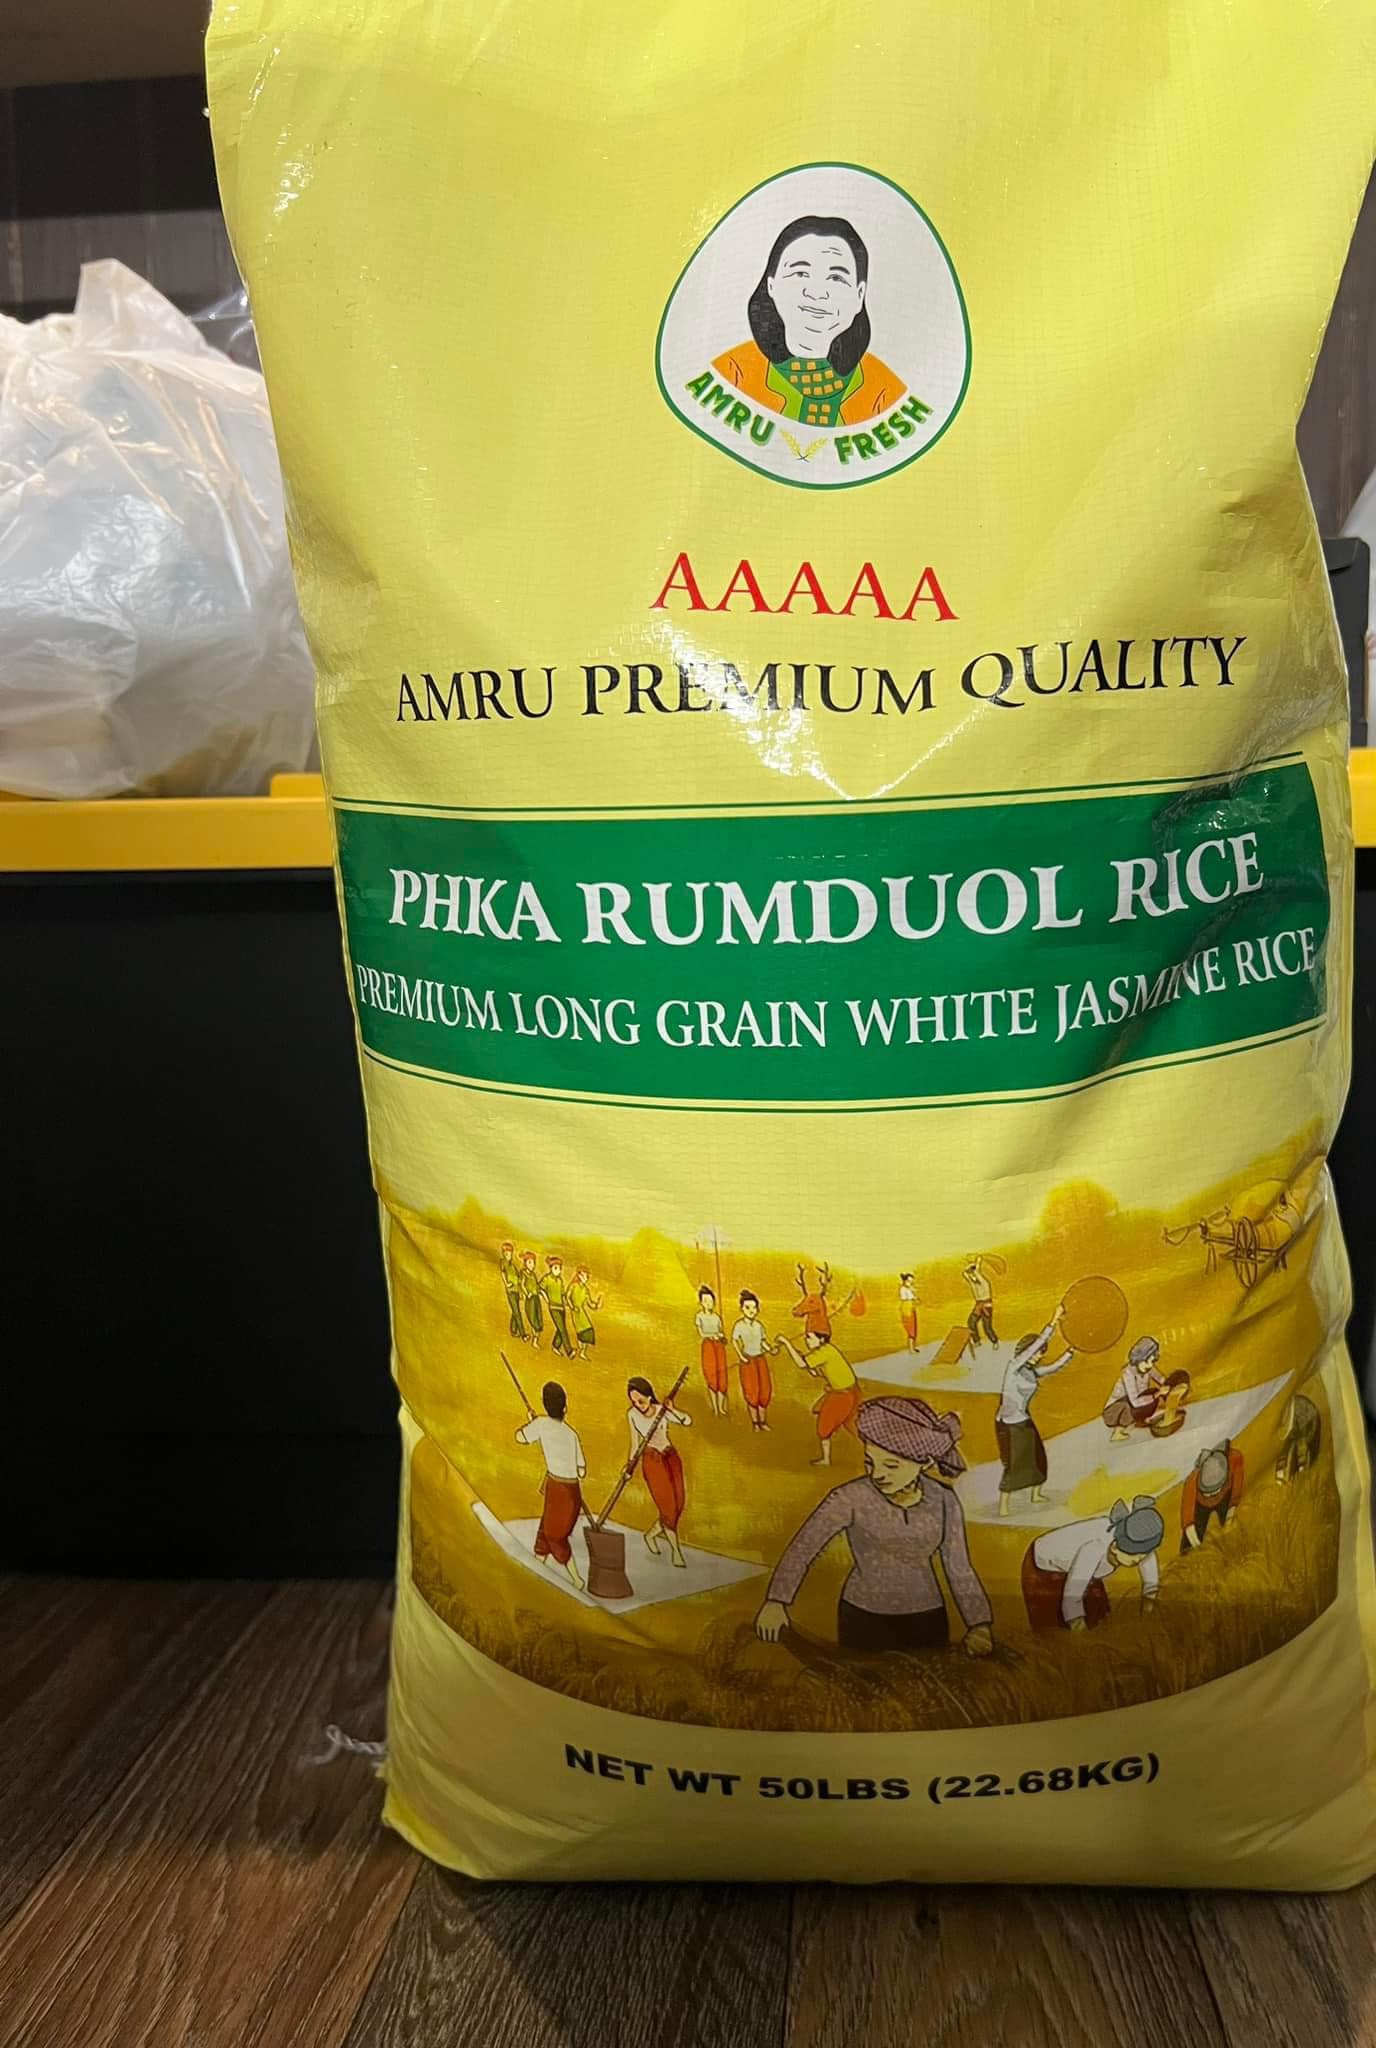 AMRU FRESH
AAAAA
AMRU PREMIUM QUALITY
PHKA RUMDUOL RICE
PREMIUM LONG GRAIN WHITE JASMINE RICE
NET WT 50LBS (22.68KG)